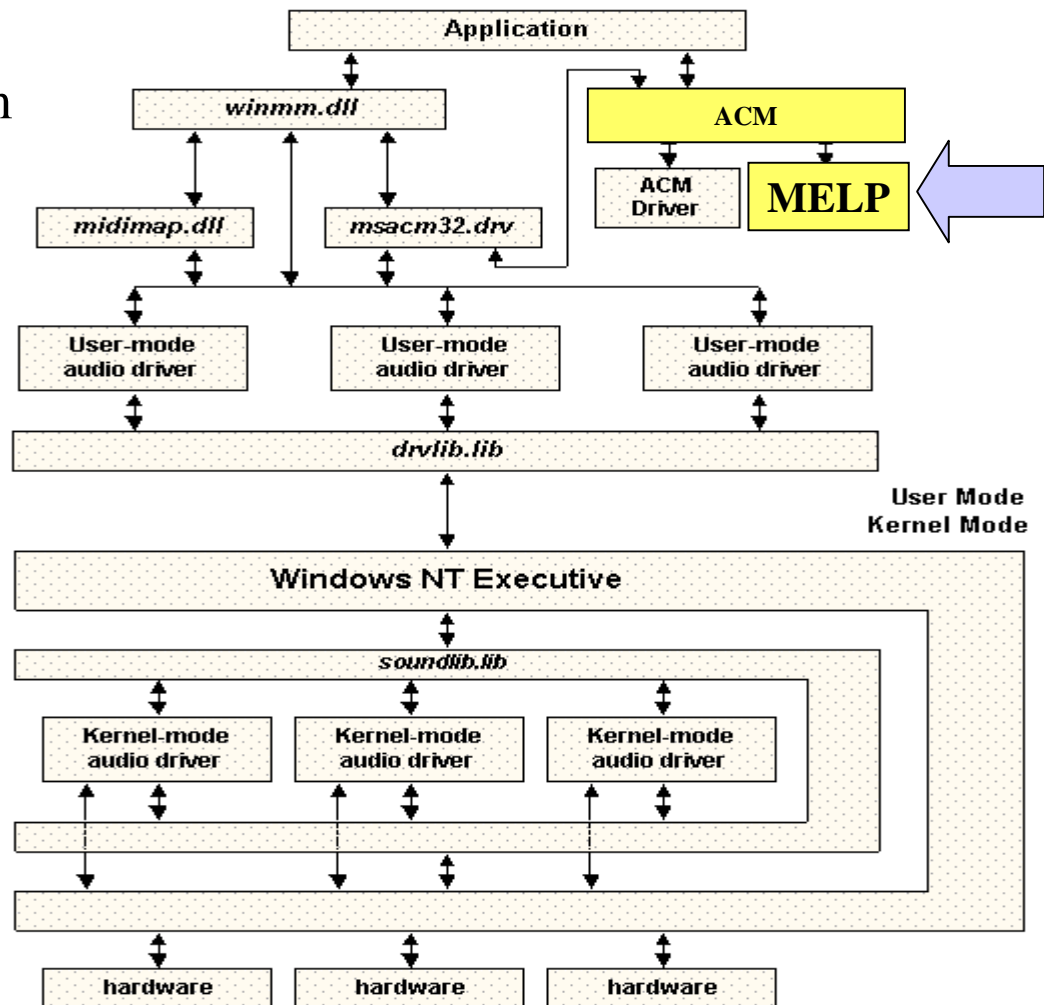 Application
n
winmm.dll
ACM
ACM
Driver
MELP
midimap.dll
msacm32.drv
User-mode
audio driver
User-mode
audio driver
User-mode
audio driver
drvlib.lib
User Mode
Kernel Mode
Windows NT Executive
soundlib.lib
Kernel-mode
audio driver
Kernel-mode
audio driver
Kernel-mode
audio driver
hardware
hardware
hardware